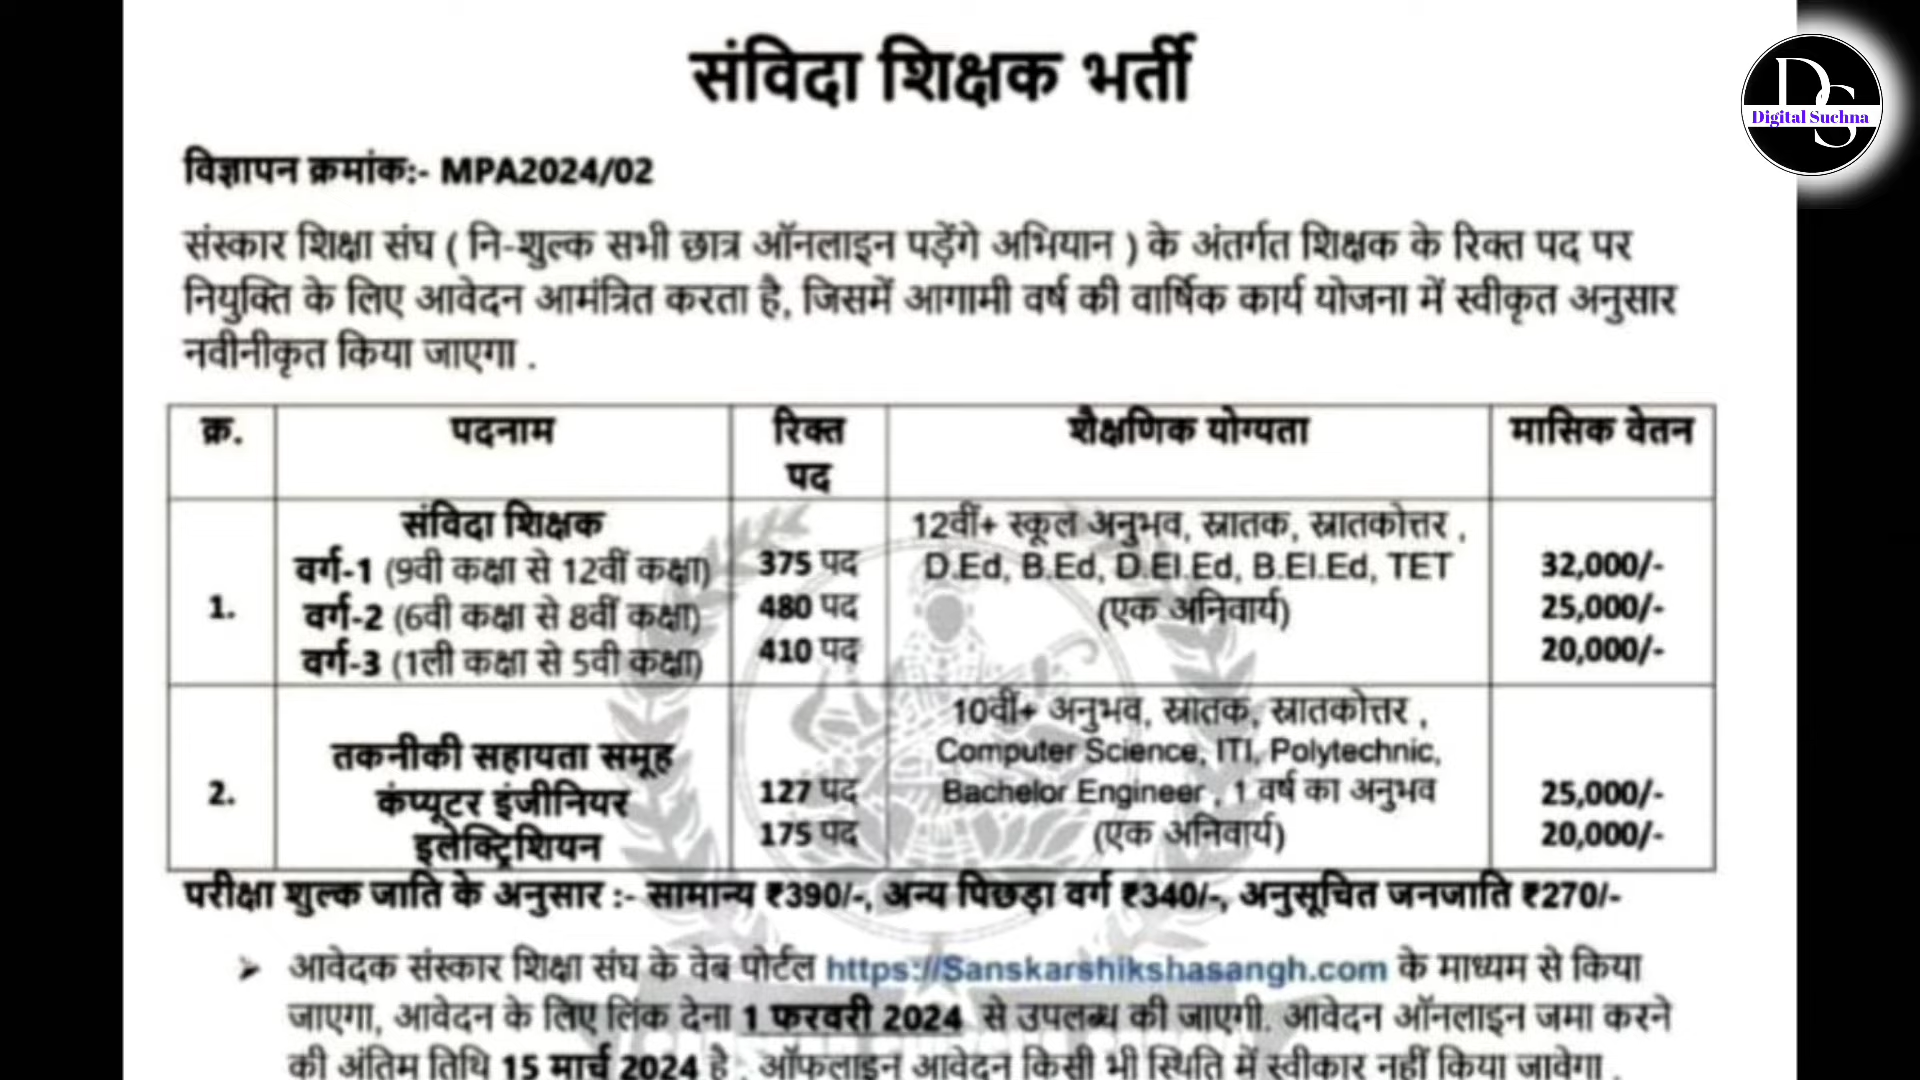 संविदा शिक्षक भर्ती
DS
Digital Suchna
विज्ञापन क्रमांक:- MPA2024/02
संस्कार शिक्षा संघ ( नि-शुल्क सभी छात्र ऑनलाइन पड़ेंगे अभियान ) के अंतर्गत शिक्षक के रिक्त पद पर
नियुक्ति के लिए आवेदन आमंत्रित करता है, जिसमें आगामी वर्ष की वार्षिक कार्य योजना में स्वीकृत अनुसार
नवीनीकृत किया जाएगा .
क्र. पदनाम रिक्त पद शैक्षणिक योग्यता मासिक वेतन
संविदा शिक्षक 12वीं+ स्कूल अनुभव, स्नातक, स्नातकोत्तर ,
वर्ग-1 (9वी कक्षा से 12वीं कक्षा) 375 पद D.Ed, B.Ed, D.El.Ed, B.El.Ed, TET 32,000/-
1. वर्ग-2 (6वी कक्षा से 8वीं कक्षा) 480 पद (एक अनिवार्य) 25,000/-
वर्ग-3 (1ली कक्षा से 5वी कक्षा) 410 पद 20,000/-
10वीं+ अनुभव, स्नातक, स्नातकोत्तर ,
तकनीकी सहायता समूह Computer Science, ITI, Polytechnic,
2. कंप्यूटर इंजीनियर 127 पद Bachelor Engineer , 1 वर्ष का अनुभव 25,000/-
इलेक्ट्रिशियन 175 पद (एक अनिवार्य) 20,000/-
परीक्षा शुल्क जाति के अनुसार :- सामान्य ₹390/-, अन्य पिछड़ा वर्ग ₹340/-, अनुसूचित जनजाति ₹270/-
➢ आवेदक संस्कार शिक्षा संघ के वेब पोर्टल https://Sanskarshikshasangh.com के माध्यम से किया
जाएगा, आवेदन के लिए लिंक देना 1 फरवरी 2024 से उपलब्ध की जाएगी. आवेदन ऑनलाइन जमा करने
की अंतिम तिथि 15 मार्च 2024 है . ऑफलाइन आवेदन किसी भी स्थिति में स्वीकार नहीं किया जावेगा .